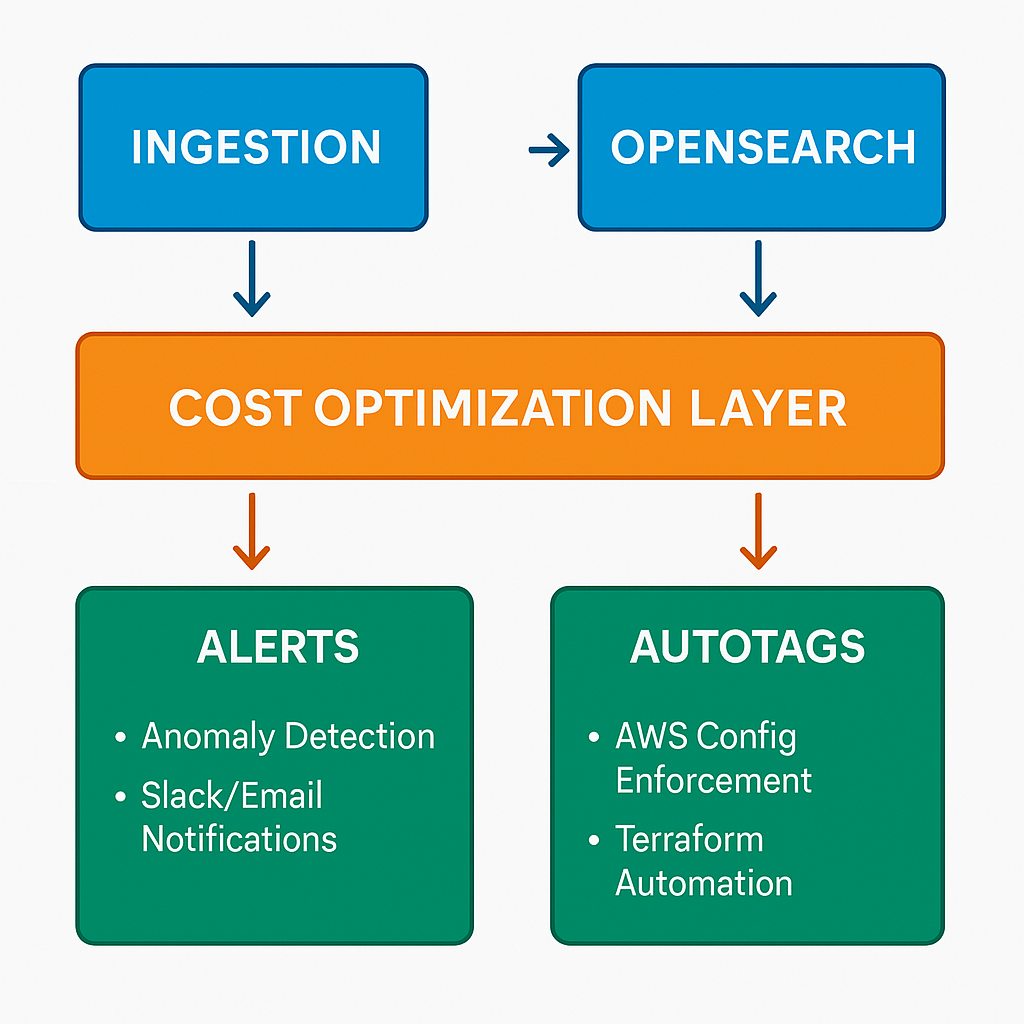 INGESTION
OPENSEARCH
COST OPTIMIZATION LAYER
ALERTS
• Anomaly Detection
• Slack/Email
Notifications
AUTOTAGS
• AWS Config
Enforcement
• Terraform
Automation